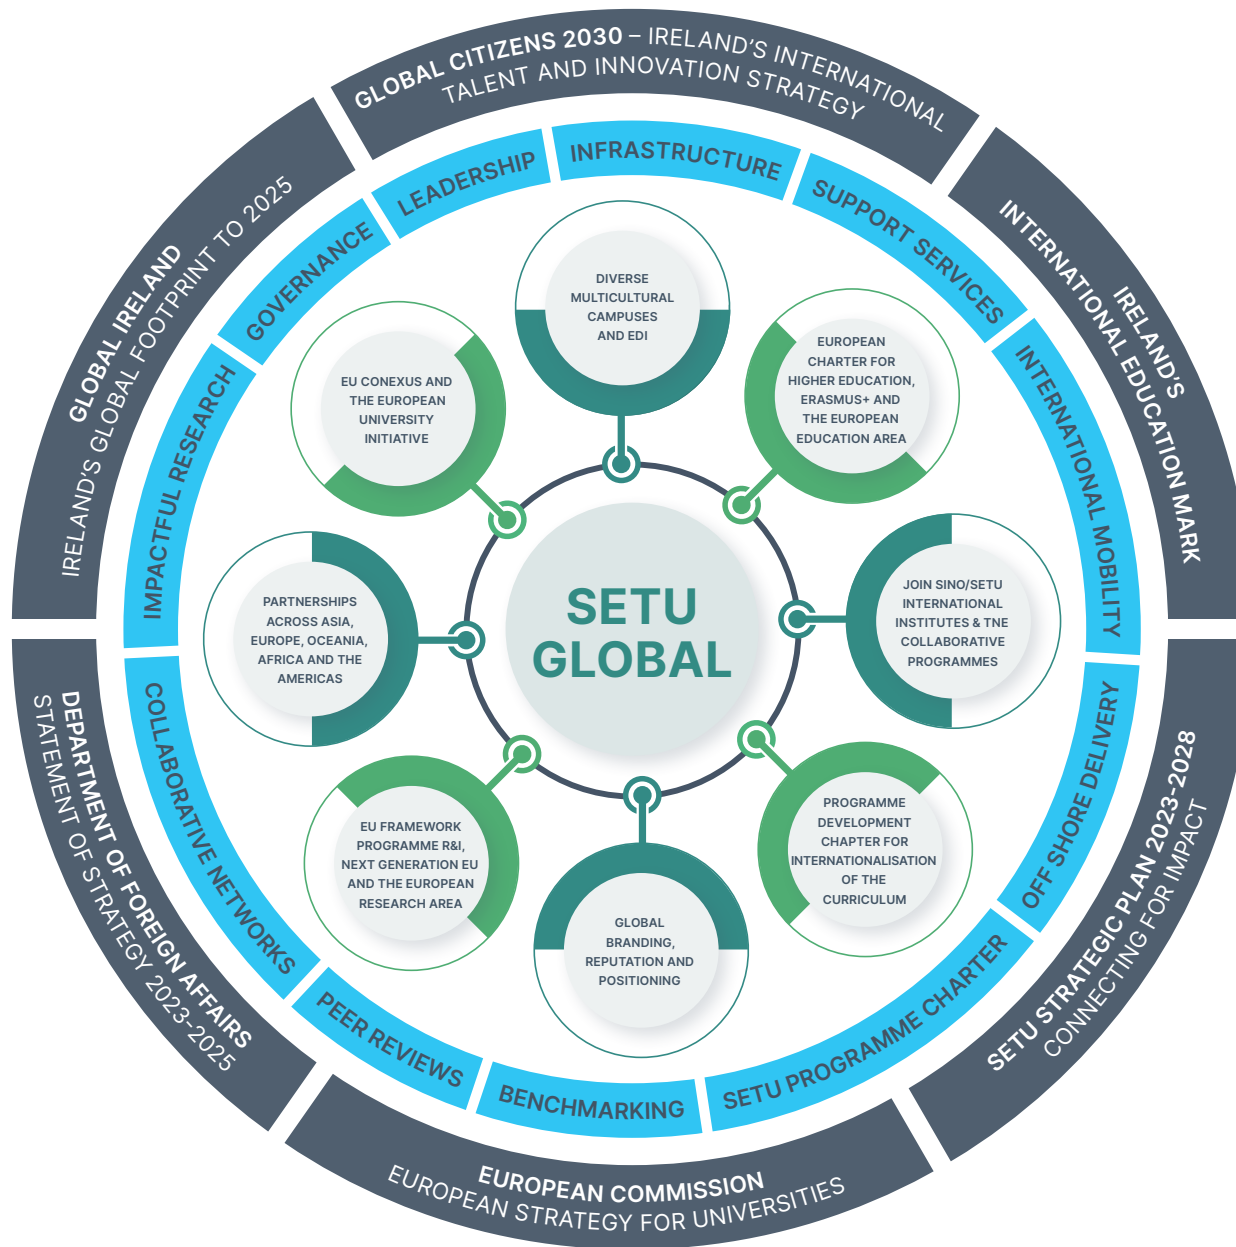 GLOBAL CITIZENS 2030 – IRELAND'S INTERNATIONAL
TALENT AND INNOVATION STRATEGY
IRELAND'S
INTERNATIONAL EDUCATION MARK
SETU STRATEGIC PLAN 2023-2028
CONNECTING FOR IMPACT
EUROPEAN COMMISSION
EUROPEAN STRATEGY FOR UNIVERSITIES
DEPARTMENT OF FOREIGN AFFAIRS
STATEMENT OF STRATEGY 2023-2025
GLOBAL IRELAND
IRELAND'S GLOBAL FOOTPRINT TO 2025
INFRASTRUCTURE
SUPPORT SERVICES
INTERNATIONAL MOBILITY
OFF SHORE DELIVERY
SETU PROGRAMME CHARTER
BENCHMARKING
PEER REVIEWS
COLLABORATIVE NETWORKS
IMPACTFUL RESEARCH
GOVERNANCE
LEADERSHIP
DIVERSE
MULTICULTURAL
CAMPUSES
AND EDI
EUROPEAN
CHARTER FOR
HIGHER EDUCATION,
ERASMUS+ AND
THE EUROPEAN
EDUCATION AREA
JOIN SINO/SETU
INTERNATIONAL
INSTITUTES & TNE
COLLABORATIVE
PROGRAMMES
PROGRAMME
DEVELOPMENT
CHAPTER FOR
INTERNATIONALISATION
OF THE
CURRICULUM
GLOBAL
BRANDING,
REPUTATION AND
POSITIONING
EU FRAMEWORK
PROGRAMME R&I,
NEXT GENERATION EU
AND THE EUROPEAN
RESEARCH AREA
PARTNERSHIPS
ACROSS ASIA,
EUROPE, OCEANIA,
AFRICA AND THE
AMERICAS
EU CONEXUS AND
THE EUROPEAN
UNIVERSITY
INITIATIVE
SETU
GLOBAL